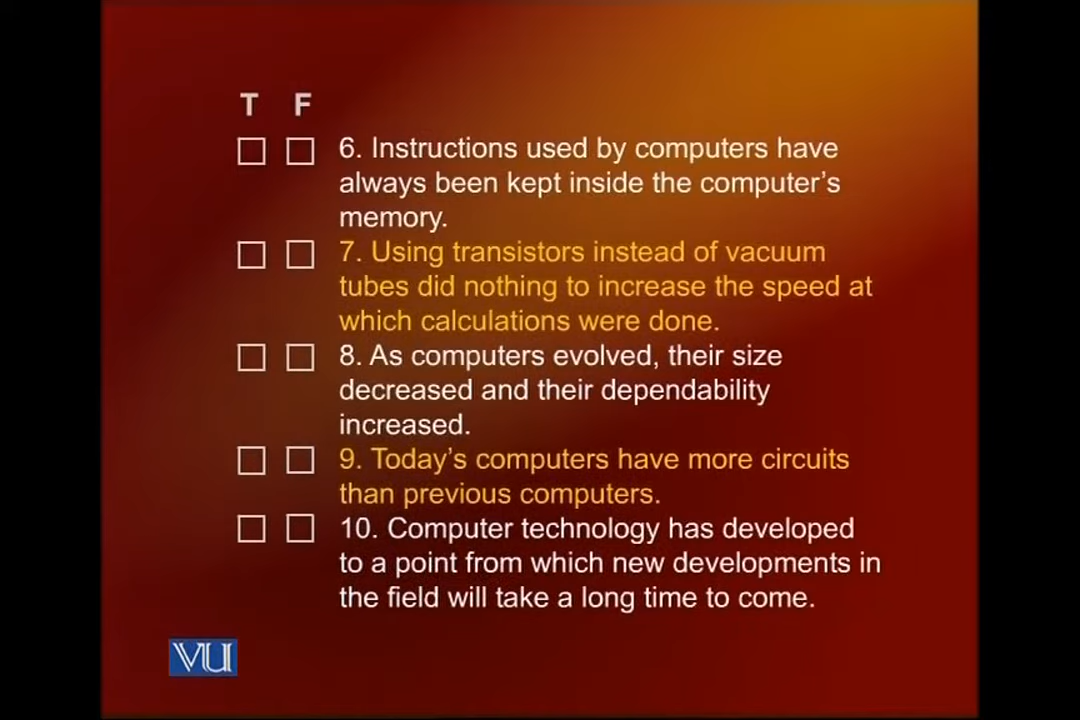 T F
6. Instructions used by computers have
always been kept inside the computer's
memory.
7. Using transistors instead of vacuum
tubes did nothing to increase the speed at
which calculations were done.
8. As computers evolved, their size
decreased and their dependability
increased.
9. Today's computers have more circuits
than previous computers.
10. Computer technology has developed
to a point from which new developments in
the field will take a long time to come.
VU